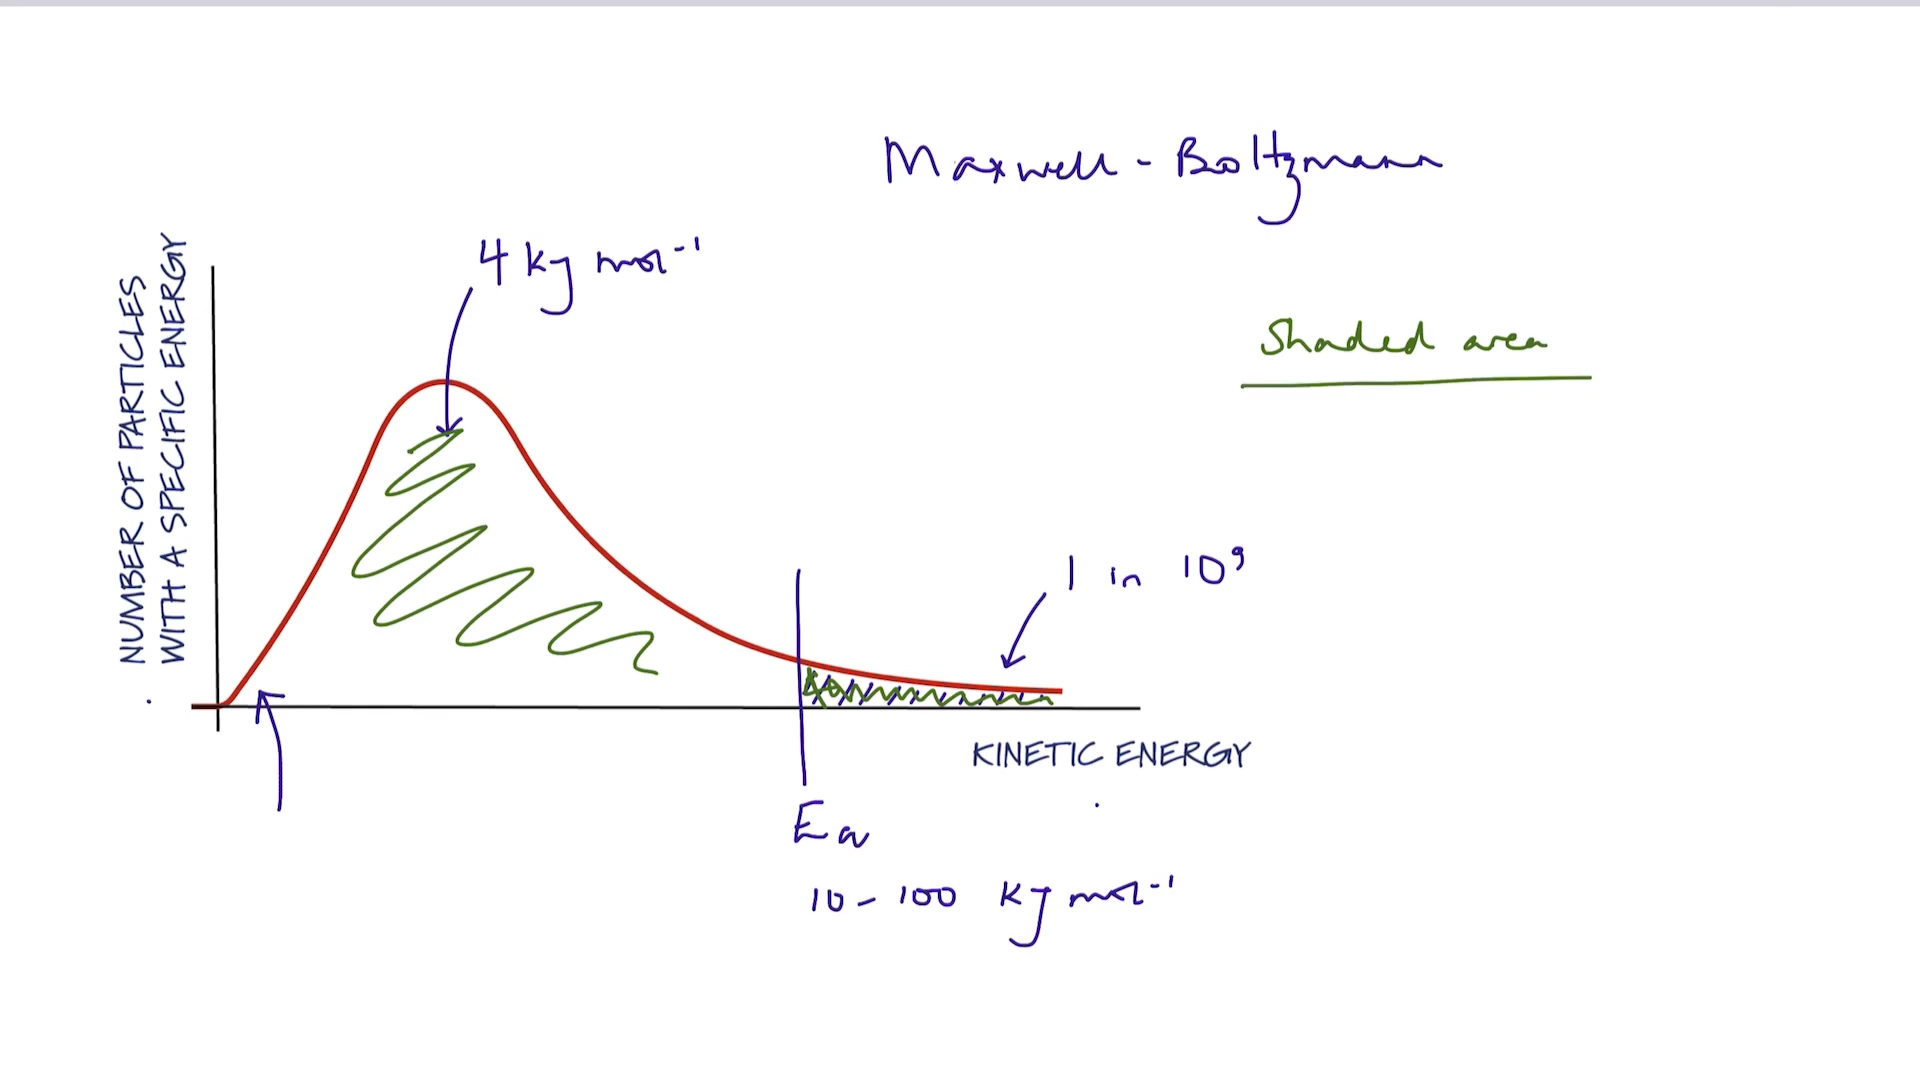 Maxwell - Boltzmann
4 kJ mol⁻¹
Shaded area
NUMBER OF PARTICLES
WITH A SPECIFIC ENERGY
1 in 10⁹
KINETIC ENERGY
Ea
10 - 100 kJ mol⁻¹